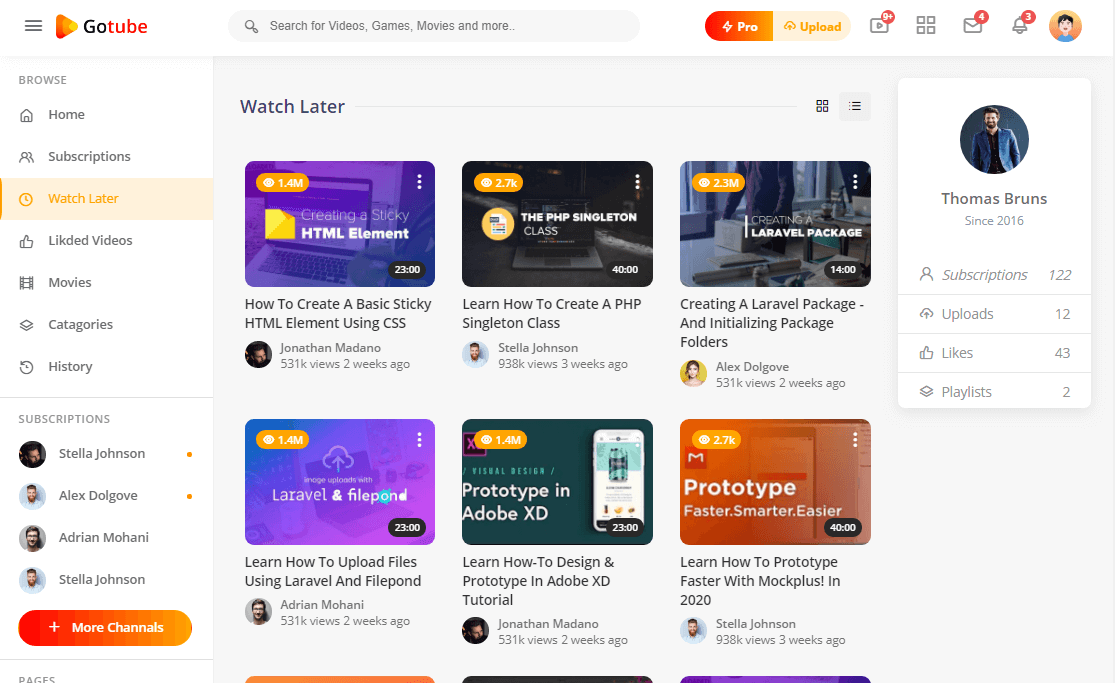 Gotube
Search for Videos, Games, Movies and more..
Pro
Upload
9+
4
3
BROWSE
Home
Subscriptions
Watch Later
Likded Videos
Movies
Catagories
History
SUBSCRIPTIONS
Stella Johnson
Alex Dolgove
Adrian Mohani
Stella Johnson
More Channals
PAGES
Watch Later
1.4M
Creating a Sticky
HTML Element
23:00
How To Create A Basic Sticky
HTML Element Using CSS
Jonathan Madano
531k views 2 weeks ago
2.7k
THE PHP SINGLETON
CLASS
40:00
Learn How To Create A PHP
Singleton Class
Stella Johnson
938k views 3 weeks ago
2.3M
CREATING A
LARAVEL PACKAGE
14:00
Creating A Laravel Package -
And Initializing Package
Folders
Alex Dolgove
531k views 2 weeks ago
1.4M
image uploads with
Laravel & filepond
23:00
Learn How To Upload Files
Using Laravel And Filepond
Adrian Mohani
531k views 2 weeks ago
1.4M
/ VISUAL DESIGN /
Prototype in
Adobe XD
23:00
Learn How-To Design &
Prototype In Adobe XD
Tutorial
Jonathan Madano
531k views 2 weeks ago
2.7k
Prototype
Faster.Smarter.Easier
40:00
Learn How To Prototype
Faster With Mockplus! In
2020
Stella Johnson
938k views 3 weeks ago
Thomas Bruns
Since 2016
Subscriptions 122
Uploads 12
Likes 43
Playlists 2